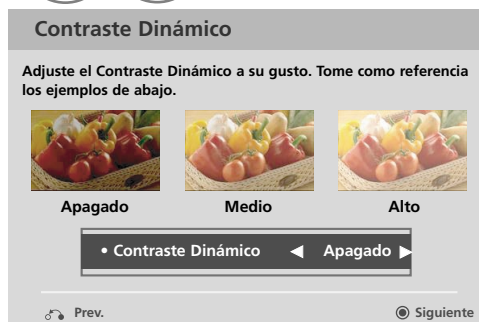 Contraste Dinámico
Adjuste el Contraste Dinámico a su gusto. Tome como referencia
los ejemplos de abajo.
Apagado Medio Alto
• Contraste Dinámico ◀ Apagado ▶
Prev. Siguiente